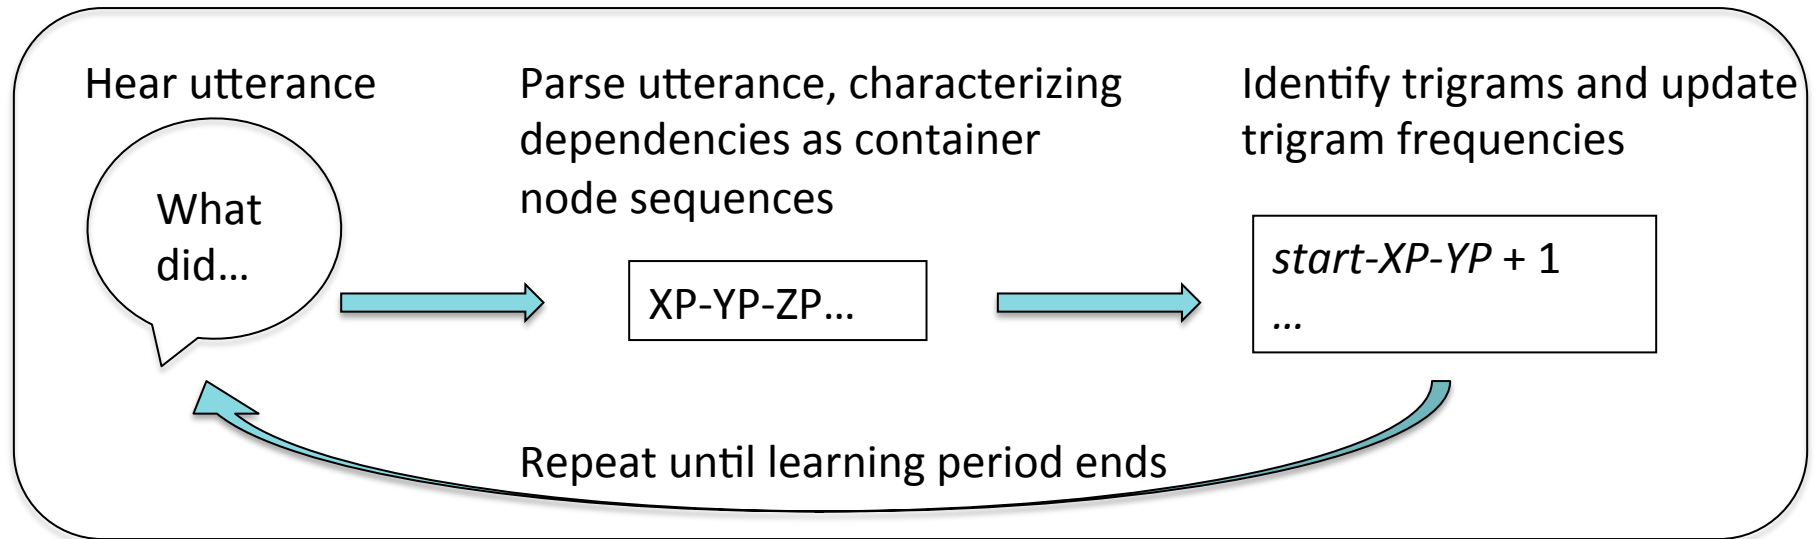 Hear utterance
What
did…
Parse utterance, characterizing
dependencies as container
node sequences
XP-YP-ZP…
Identify trigrams and update
trigram frequencies
start-XP-YP + 1
…
Repeat until learning period ends